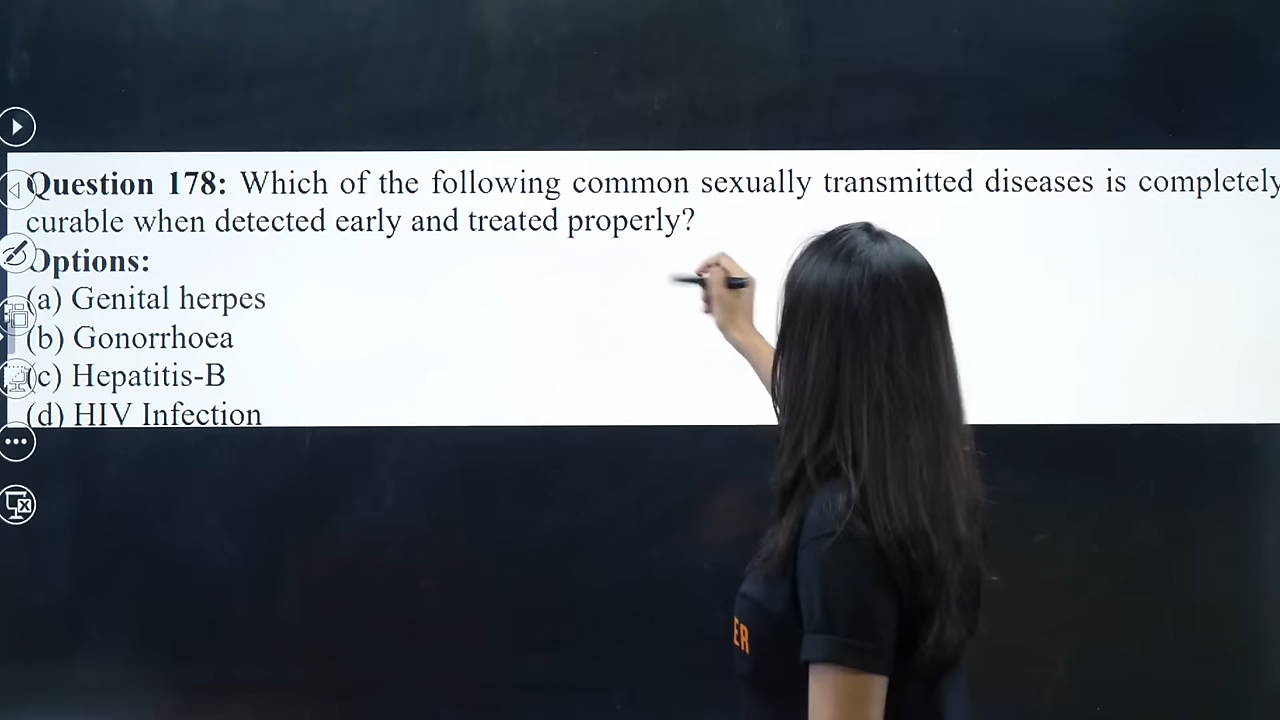 Question 178: Which of the following common sexually transmitted diseases is completely
curable when detected early and treated properly?
Options:
(a) Genital herpes
(b) Gonorrhoea
(c) Hepatitis-B
(d) HIV Infection
ER